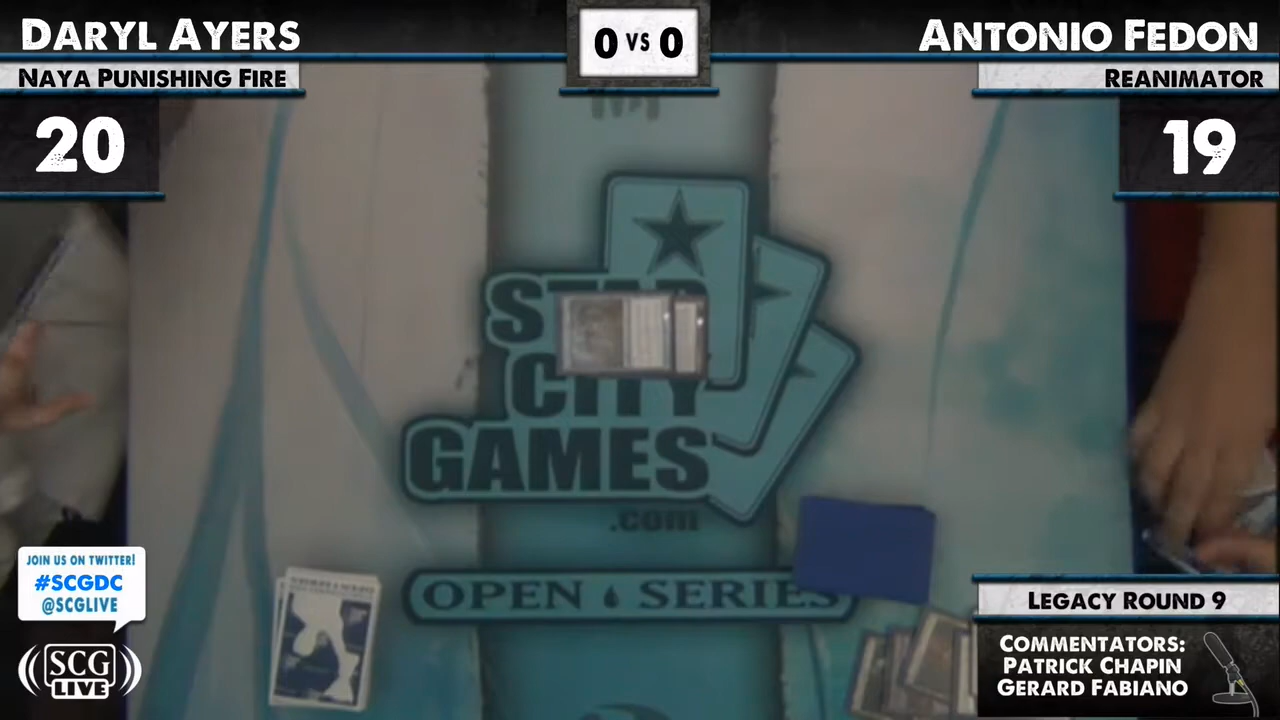 DARYL AYERS
0 VS 0
ANTONIO FEDON
NAYA PUNISHING FIRE
REANIMATOR
20
19
STAR
CITY
GAMES
.com
OPEN SERIES
JOIN US ON TWITTER!
#SCGDC
@SCGLIVE
SCG
LIVE
LEGACY ROUND 9
COMMENTATORS:
PATRICK CHAPIN
GERARD FABIANO